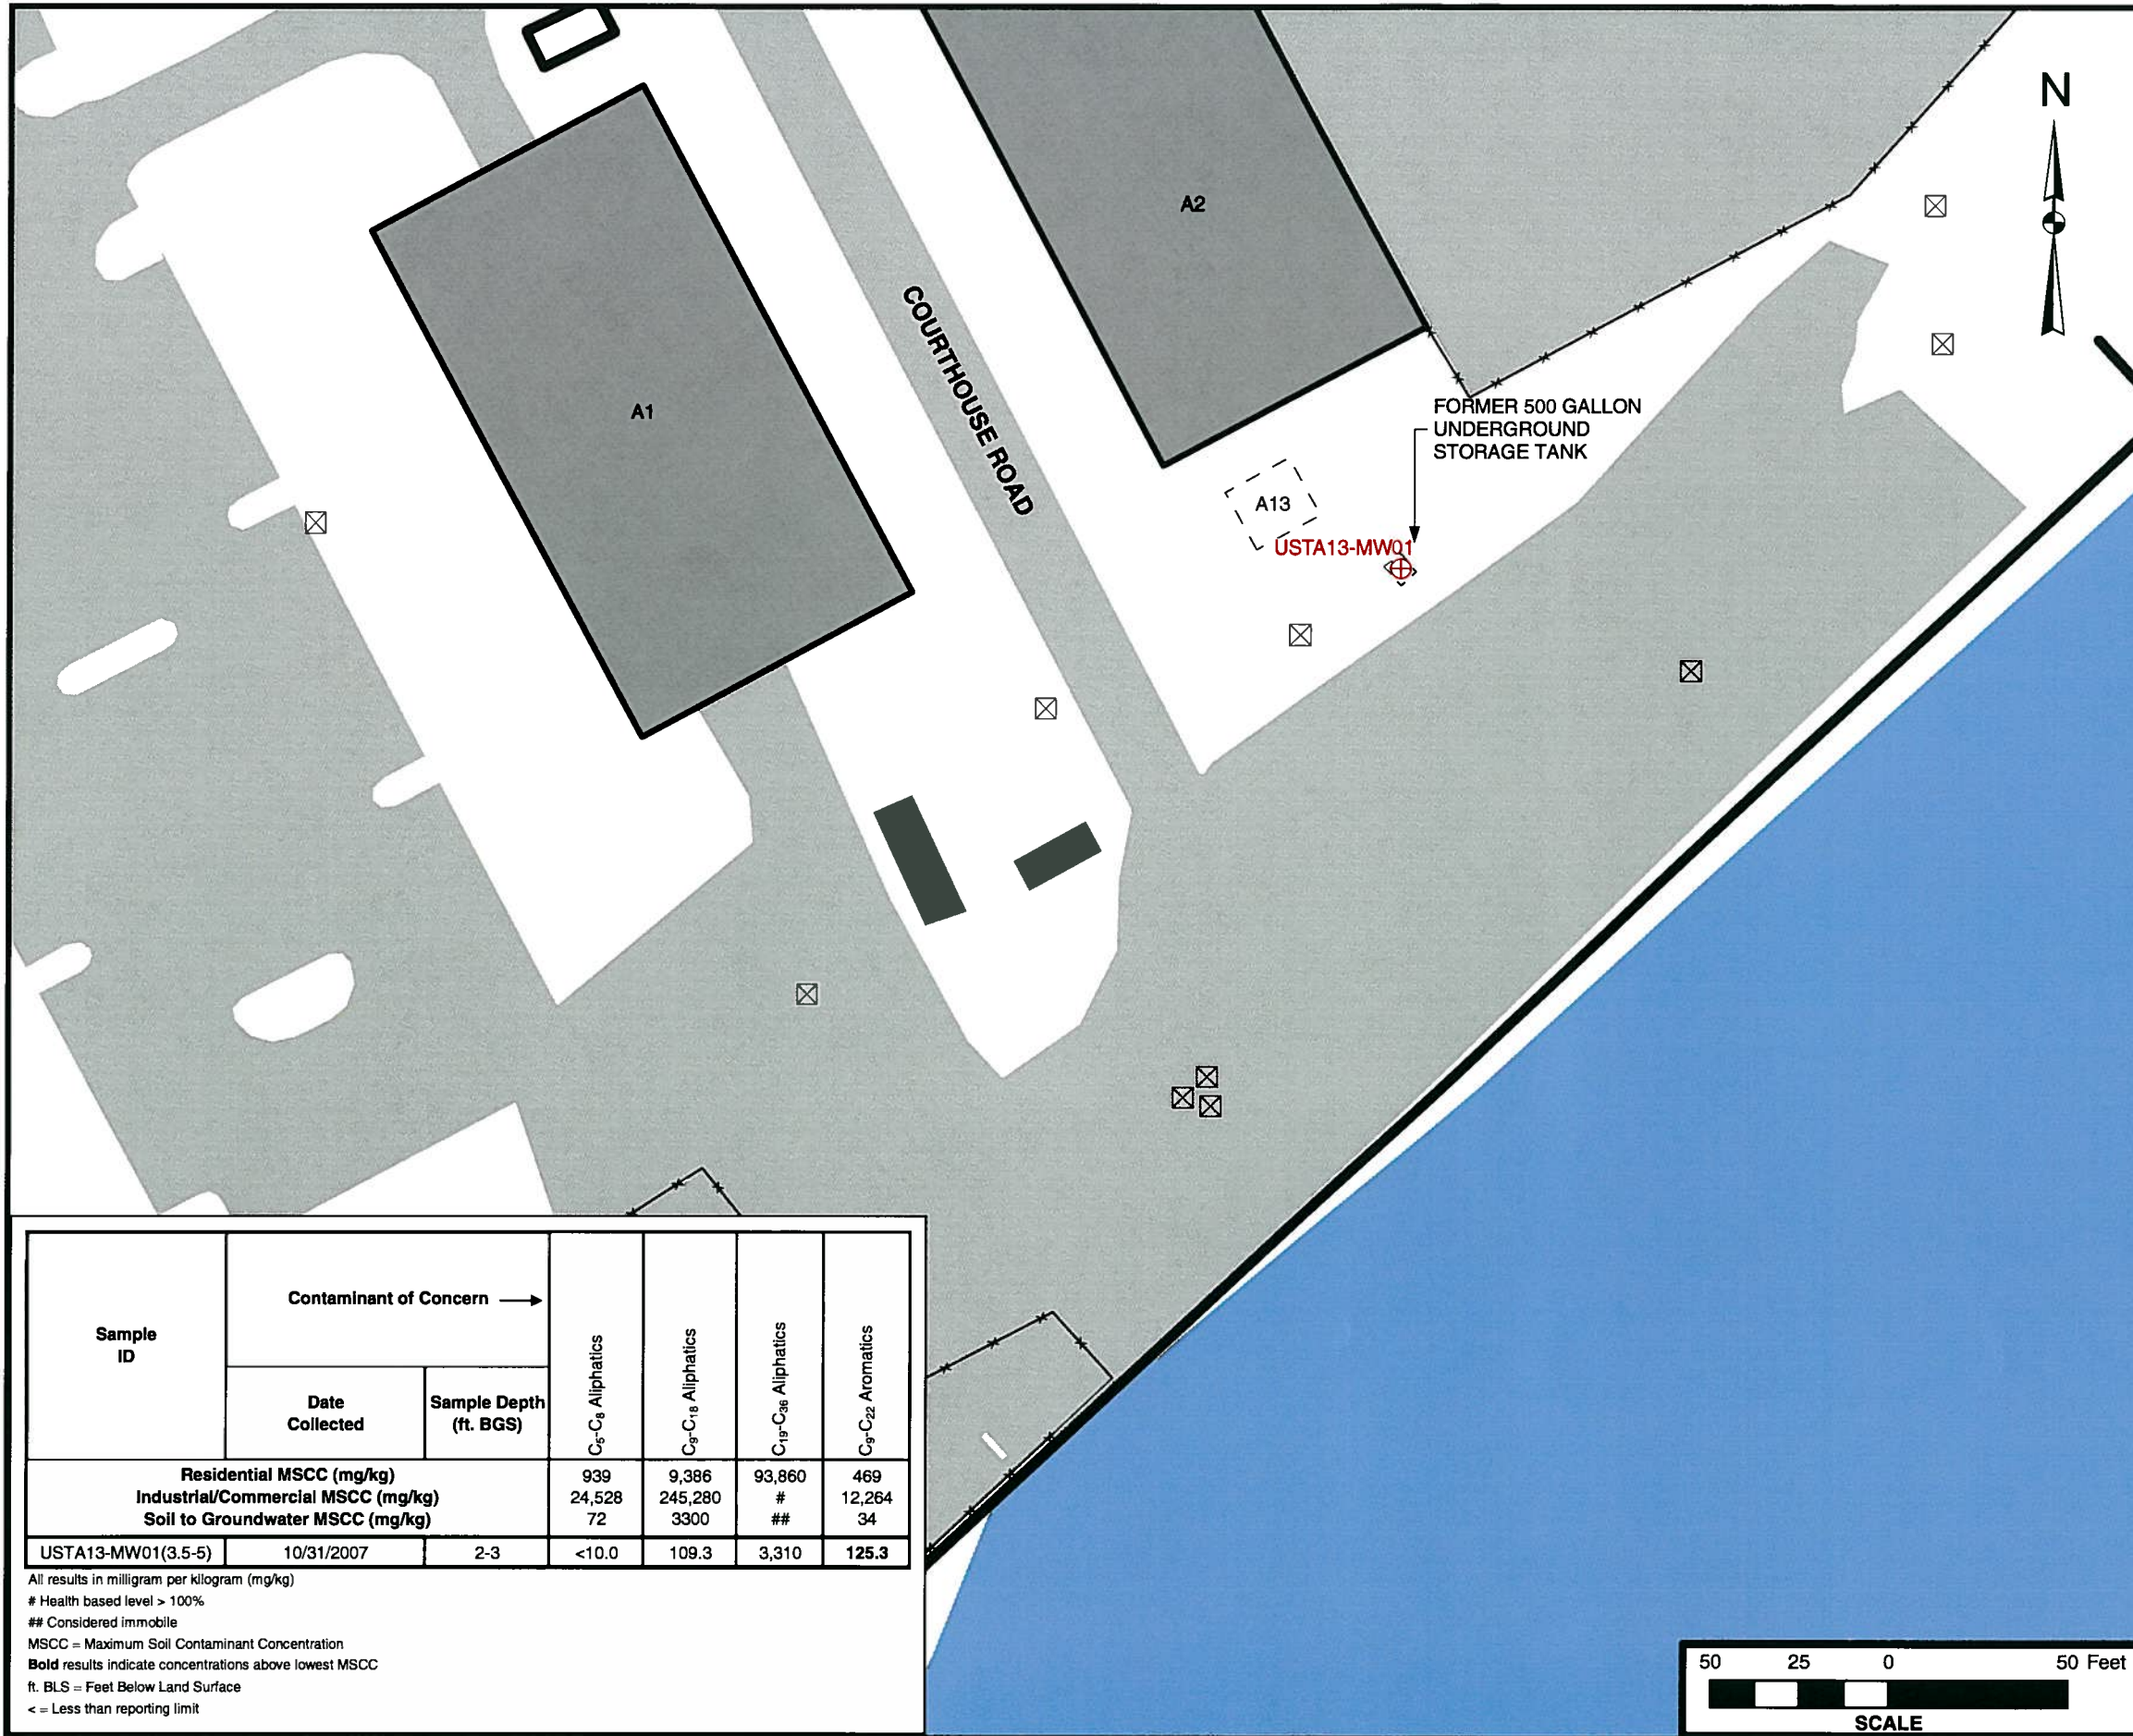 N
A2
A1
COURTHOUSE ROAD
FORMER 500 GALLON
UNDERGROUND
STORAGE TANK
A13
USTA13-MW01
Sample
ID
Contaminant of Concern
Date
Collected
Sample Depth
(ft. BGS)
C5-C8 Aliphatics
C9-C18 Aliphatics
C19-C36 Aliphatics
C9-C22 Aromatics
Residential MSCC (mg/kg) 939 9,386 93,860 469
Industrial/Commercial MSCC (mg/kg) 24,528 245,280 # 12,264
Soil to Groundwater MSCC (mg/kg) 72 3300 ## 34
USTA13-MW01(3.5-5) 10/31/2007 2-3 <10.0 109.3 3,310 125.3
All results in milligram per kilogram (mg/kg)
# Health based level > 100%
## Considered immobile
MSCC = Maximum Soil Contaminant Concentration
Bold results indicate concentrations above lowest MSCC
ft. BLS = Feet Below Land Surface
< = Less than reporting limit
50 25 0 50 Feet
SCALE